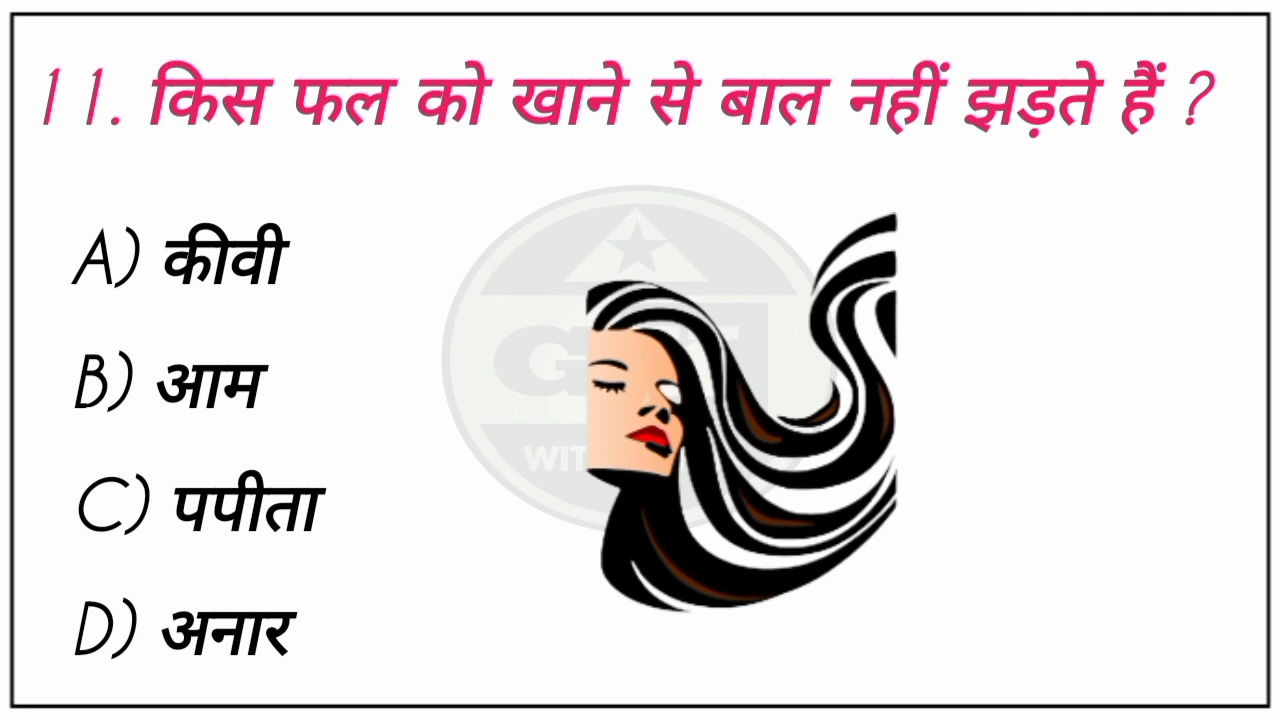 11. किस फल को खाने से बाल नहीं झड़ते हैं ?
A) कीवी
B) आम
C) पपीता
D) अनार